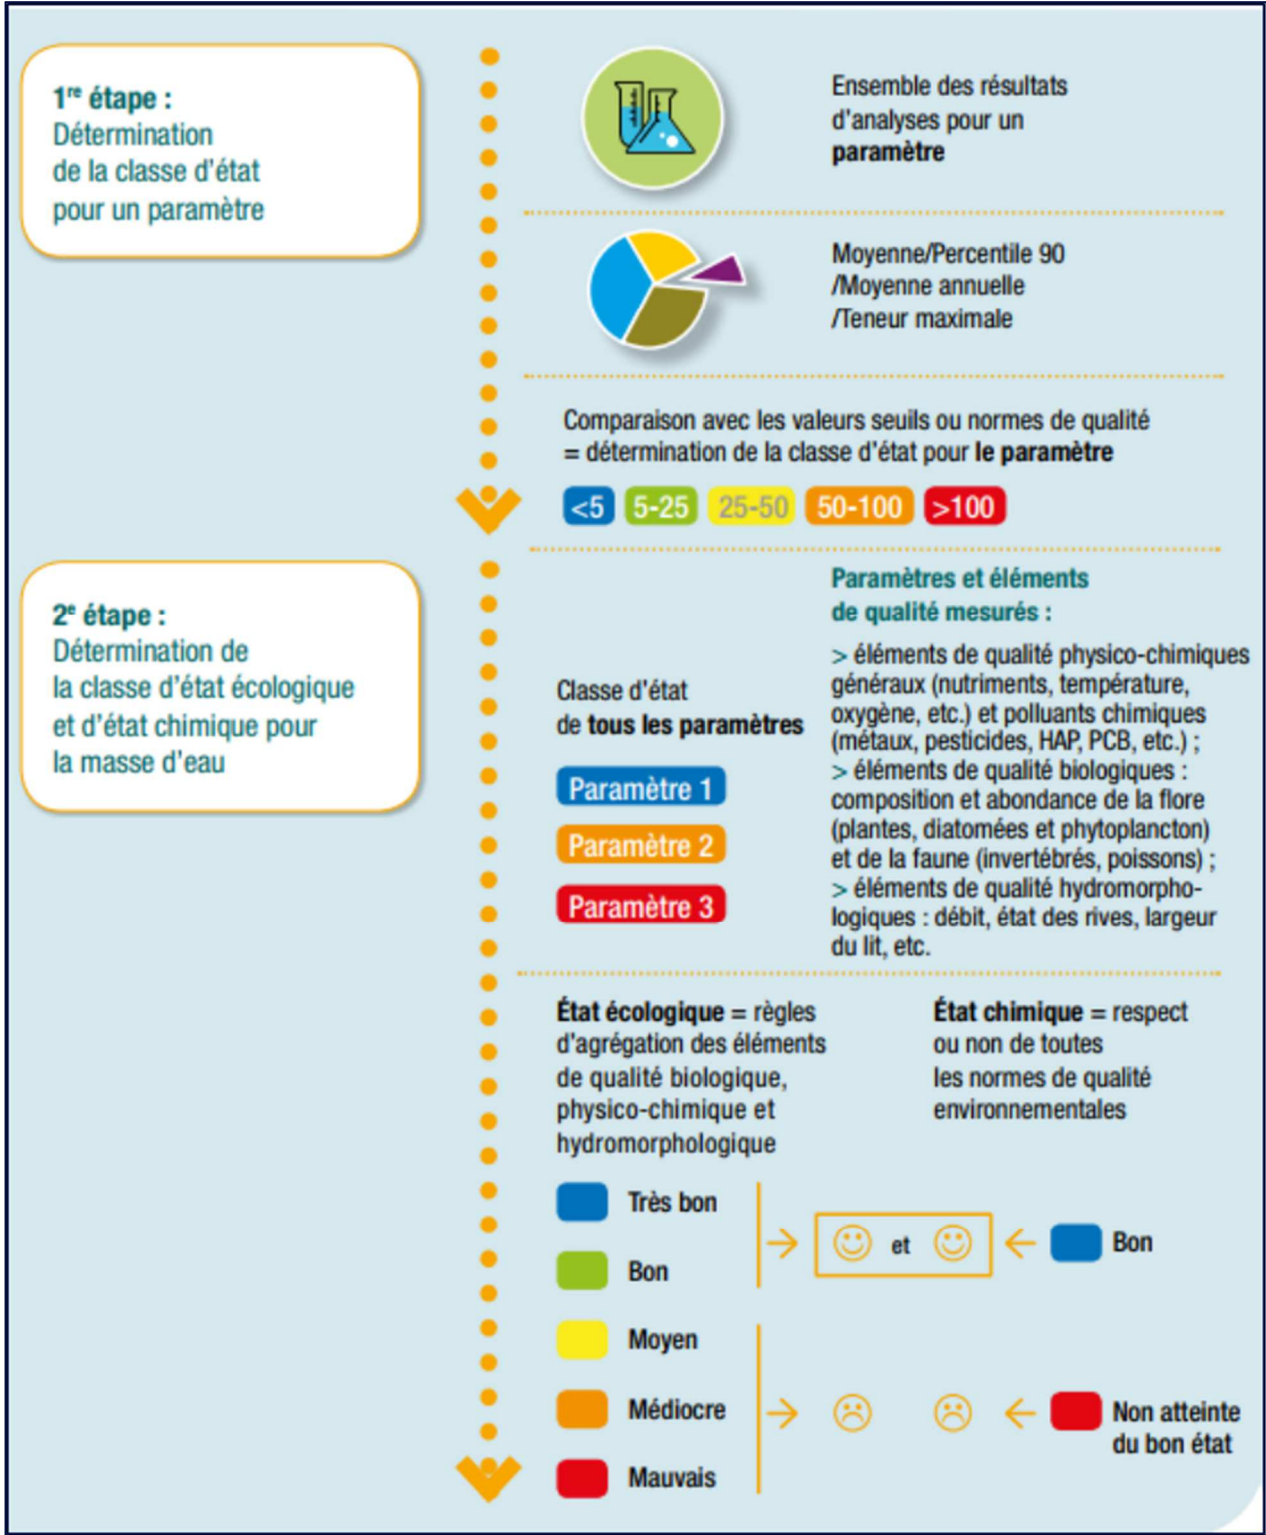 1re étape :
Détermination
de la classe d'état
pour un paramètre
Ensemble des résultats
d'analyses pour un
paramètre
Moyenne/Percentile 90
/Moyenne annuelle
/Teneur maximale
Comparaison avec les valeurs seuils ou normes de qualité
= détermination de la classe d'état pour le paramètre
<5 5-25 25-50 50-100 >100
2e étape :
Détermination de
la classe d'état écologique
et d'état chimique pour
la masse d'eau
Classe d'état
de tous les paramètres
Paramètre 1
Paramètre 2
Paramètre 3
Paramètres et éléments
de qualité mesurés :
> éléments de qualité physico-chimiques
généraux (nutriments, température,
oxygène, etc.) et polluants chimiques
(métaux, pesticides, HAP, PCB, etc.) ;
> éléments de qualité biologiques :
composition et abondance de la flore
(plantes, diatomées et phytoplancton)
et de la faune (invertébrés, poissons) ;
> éléments de qualité hydromorpho-
logiques : débit, état des rives, largeur
du lit, etc.
État écologique = règles
d'agrégation des éléments
de qualité biologique,
physico-chimique et
hydromorphologique
État chimique = respect
ou non de toutes
les normes de qualité
environnementales
Très bon
Bon
Moyen
Médiocre
Mauvais
et
Bon
Non atteinte
du bon état